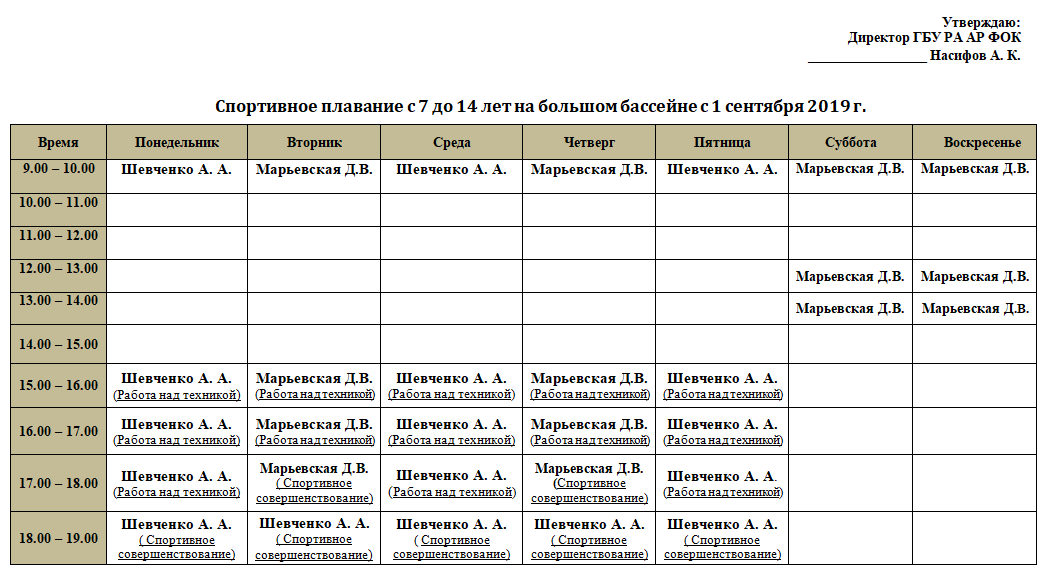 Утверждаю:
Директор ГБУ РА АР ФОК
_________________ Насифов А. К.
Спортивное плавание с 7 до 14 лет на большом бассейне с 1 сентября 2019 г.
Время Понедельник Вторник Среда Четверг Пятница Суббота Воскресенье
9.00 – 10.00 Шевченко А. А. Марьевская Д.В. Шевченко А. А. Марьевская Д.В. Шевченко А. А. Марьевская Д.В. Марьевская Д.В.
10.00 – 11.00
11.00 – 12.00
12.00 – 13.00 Марьевская Д.В. Марьевская Д.В.
13.00 – 14.00 Марьевская Д.В. Марьевская Д.В.
14.00 – 15.00
15.00 – 16.00 Шевченко А. А. Марьевская Д.В. Шевченко А. А. Марьевская Д.В. Шевченко А. А.
(Работа над техникой) (Работа над техникой) (Работа над техникой) (Работа над техникой) (Работа над техникой)
16.00 – 17.00 Шевченко А. А. Марьевская Д.В. Шевченко А. А. Марьевская Д.В. Шевченко А. А.
(Работа над техникой) (Работа над техникой) (Работа над техникой) (Работа над техникой) (Работа над техникой)
17.00 – 18.00 Шевченко А. А. Марьевская Д.В. Шевченко А. А. Марьевская Д.В. Шевченко А. А.
(Работа над техникой) ( Спортивное (Работа над техникой) (Спортивное (Работа над техникой)
совершенствование) совершенствование)
18.00 – 19.00 Шевченко А. А. Шевченко А. А. Шевченко А. А. Шевченко А. А. Шевченко А. А.
( Спортивное ( Спортивное ( Спортивное ( Спортивное ( Спортивное
совершенствование) совершенствование) совершенствование) совершенствование) совершенствование)